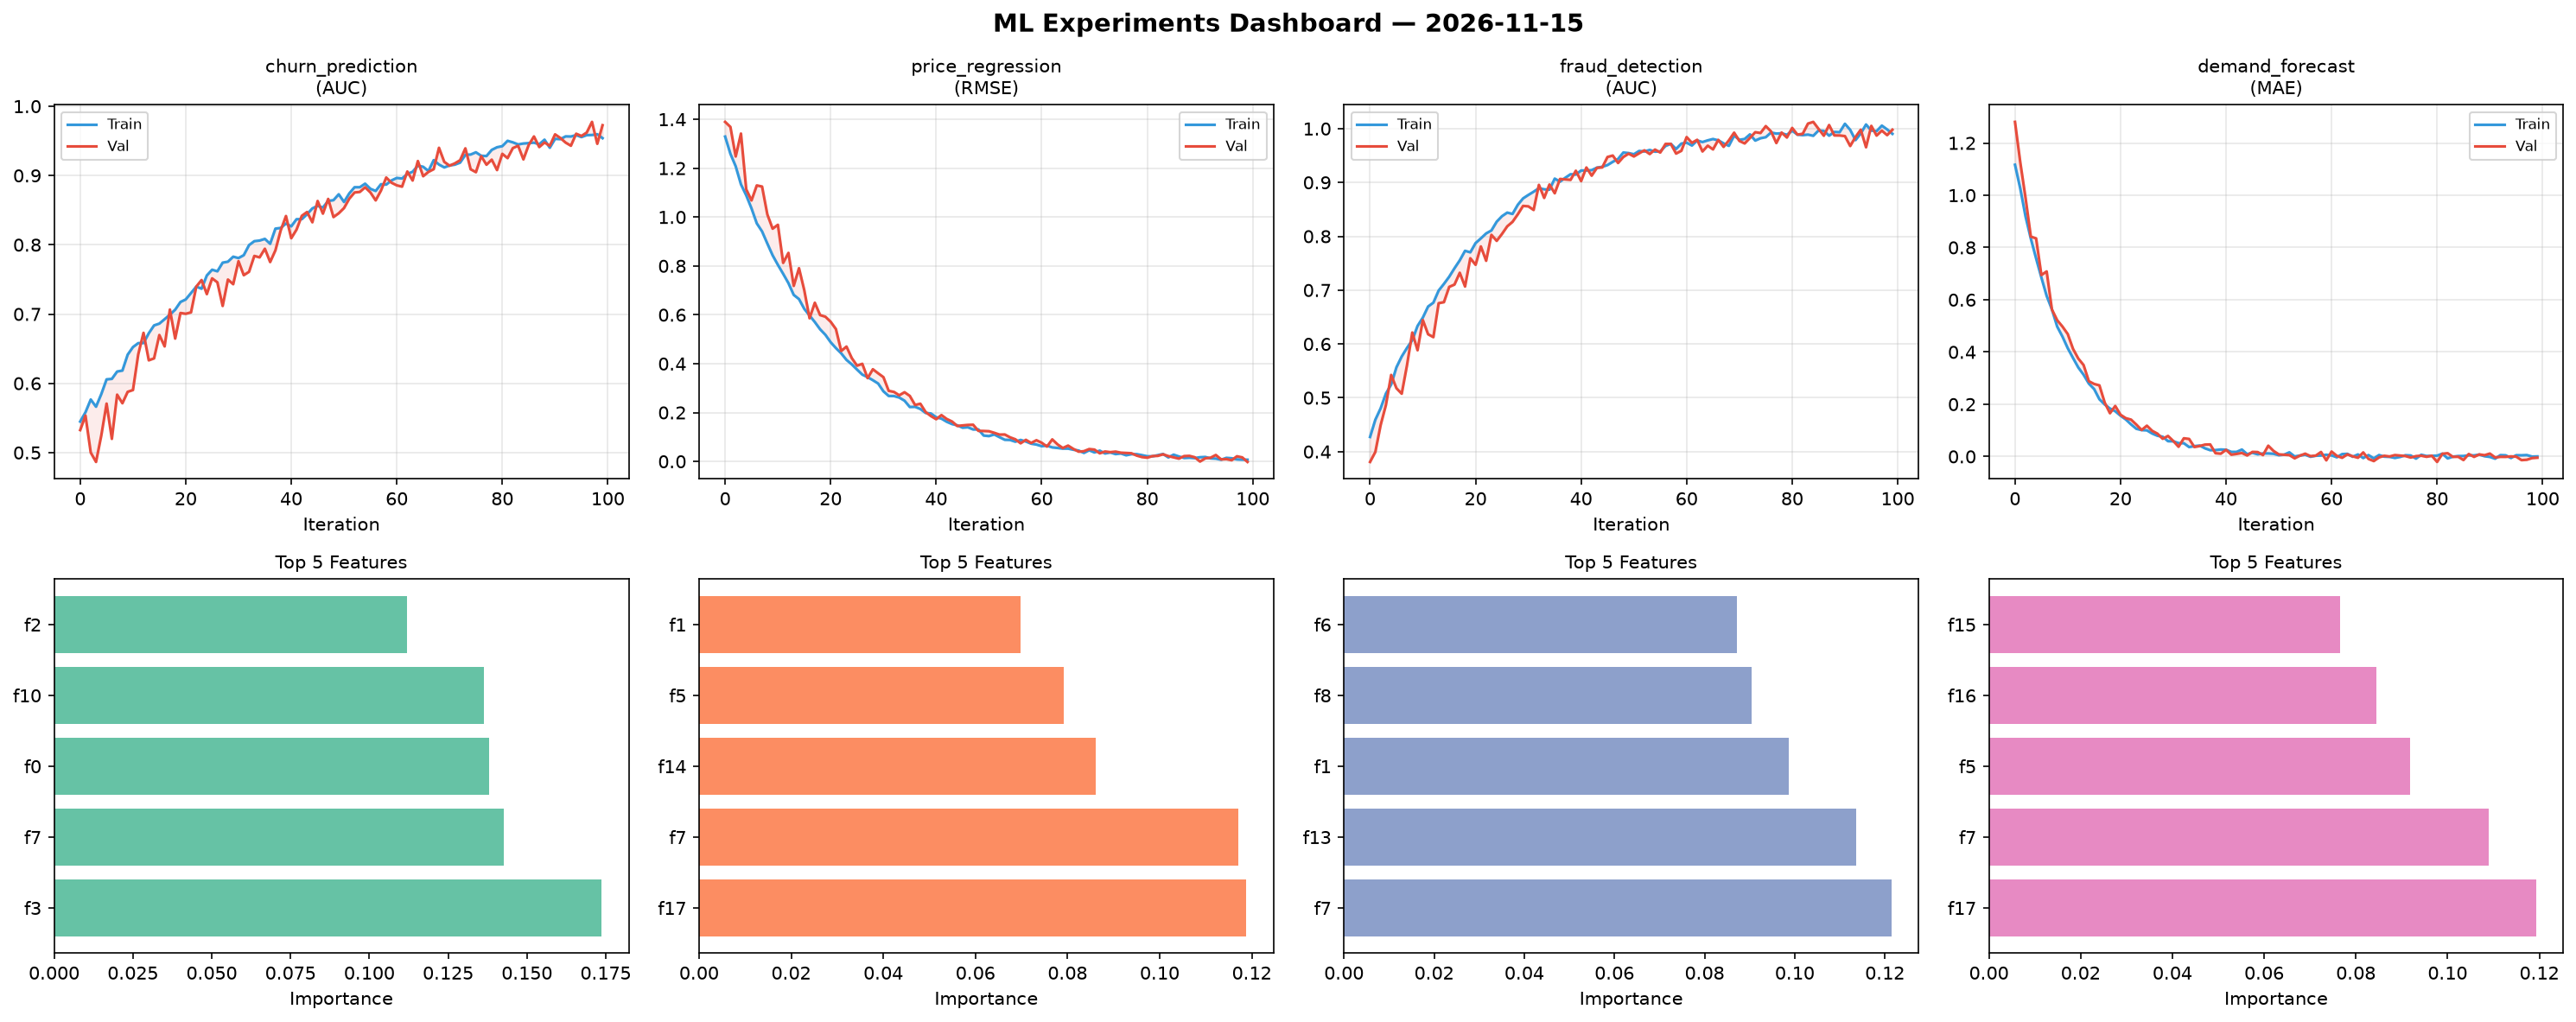 ML Experiments Dashboard — 2026-11-15
churn_prediction
(AUC)
1.0
0.9
0.8
0.7
0.6
0.5
Train
Val
0 20 40 60 80 100
Iteration
price_regression
(RMSE)
1.4
1.2
1.0
0.8
0.6
0.4
0.2
0.0
Train
Val
0 20 40 60 80 100
Iteration
fraud_detection
(AUC)
1.0
0.9
0.8
0.7
0.6
0.5
0.4
Train
Val
0 20 40 60 80 100
Iteration
demand_forecast
(MAE)
1.2
1.0
0.8
0.6
0.4
0.2
0.0
Train
Val
0 20 40 60 80 100
Iteration
Top 5 Features
f2
f10
f0
f7
f3
0.000 0.025 0.050 0.075 0.100 0.125 0.150 0.175
Importance
Top 5 Features
f1
f5
f14
f7
f17
0.00 0.02 0.04 0.06 0.08 0.10 0.12
Importance
Top 5 Features
f6
f8
f1
f13
f7
0.00 0.02 0.04 0.06 0.08 0.10 0.12
Importance
Top 5 Features
f15
f16
f5
f7
f17
0.00 0.02 0.04 0.06 0.08 0.10 0.12
Importance